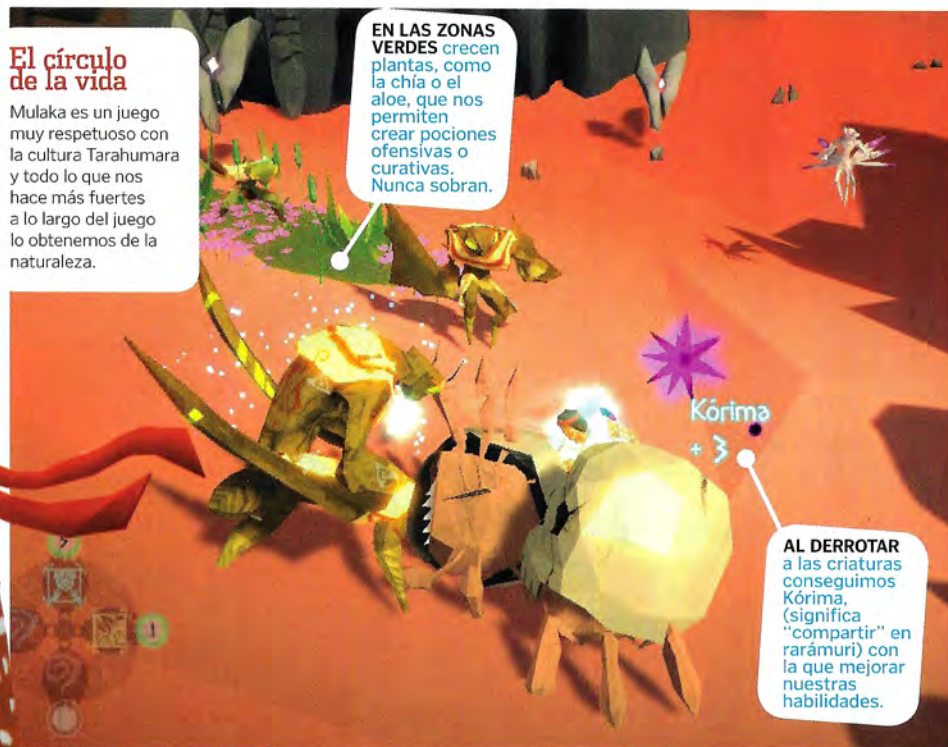 El círculo
de la vida
Mulaka es un juego
muy respetuoso con
la cultura Tarahumara
y todo lo que nos
hace más fuertes
a lo largo del juego
lo obtenemos de la
naturaleza.
EN LAS ZONAS
VERDES crecen
plantas, como
la chía o el
aloe, que nos
permiten
crear pociones
ofensivas o
curativas.
Nunca sobran.
Kórima
+ 3
AL DERROTAR
a las criaturas
conseguimos
Kórima,
(significa
"compartir" en
rarámuri) con
la que mejorar
nuestras
habilidades.
1